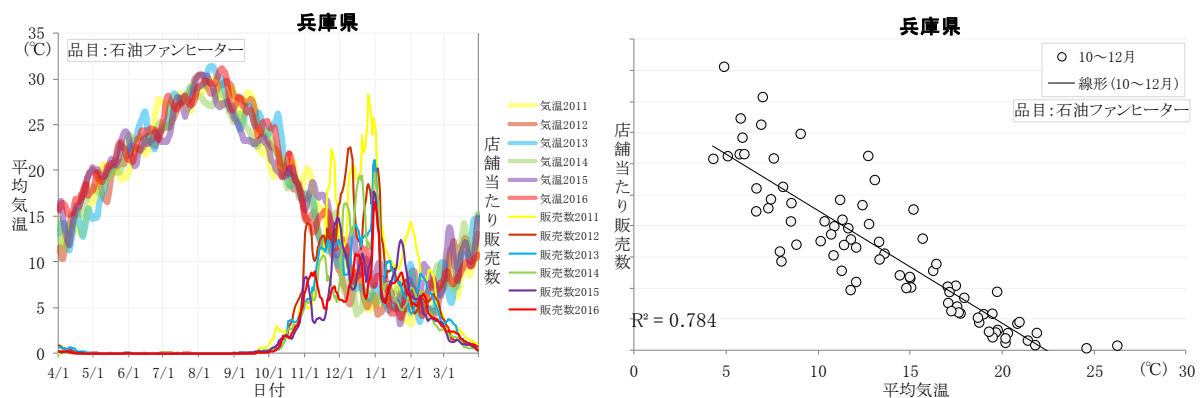 兵庫県
(℃)
品目:石油ファンヒーター
35
30
25
20
15
10
5
0
平均気温
店舗当たり販売数
4/1 5/1 6/1 7/1 8/1 9/1 10/1 11/1 12/1 1/1 2/1 3/1
日付
気温2011
気温2012
気温2013
気温2014
気温2015
気温2016
販売数2011
販売数2012
販売数2013
販売数2014
販売数2015
販売数2016
兵庫県
10～12月
線形(10～12月)
品目:石油ファンヒーター
店舗当たり販売数
R² = 0.784
0 5 10 15 20 25 30
(℃)
平均気温